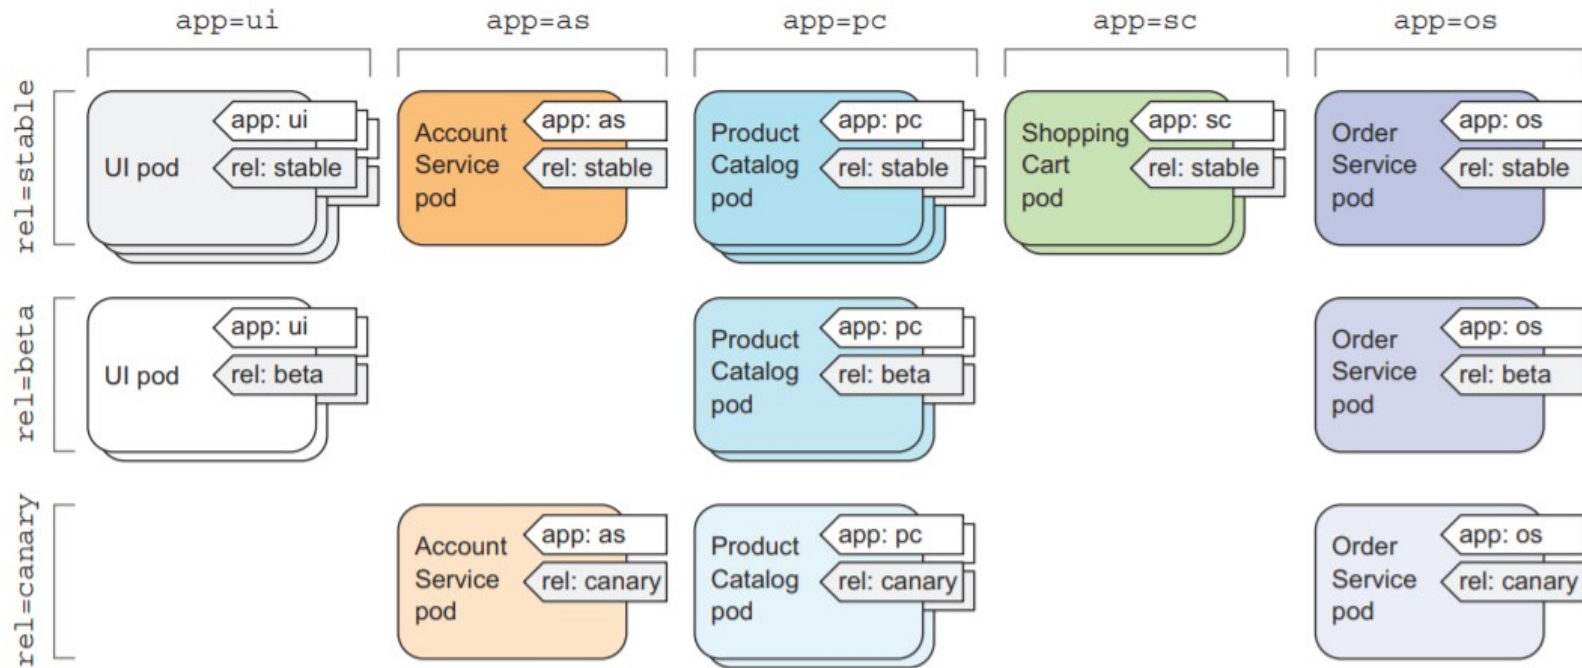 app=ui
app=as
app=pc
app=sc
app=os
rel=stable
UI pod
app: ui
rel: stable
Account
Service
pod
app: as
rel: stable
Product
Catalog
pod
app: pc
rel: stable
Shopping
Cart
pod
app: sc
rel: stable
Order
Service
pod
app: os
rel: stable
rel=beta
UI pod
app: ui
rel: beta
Product
Catalog
pod
app: pc
rel: beta
Order
Service
pod
app: os
rel: beta
rel=canary
Account
Service
pod
app: as
rel: canary
Product
Catalog
pod
app: pc
rel: canary
Order
Service
pod
app: os
rel: canary